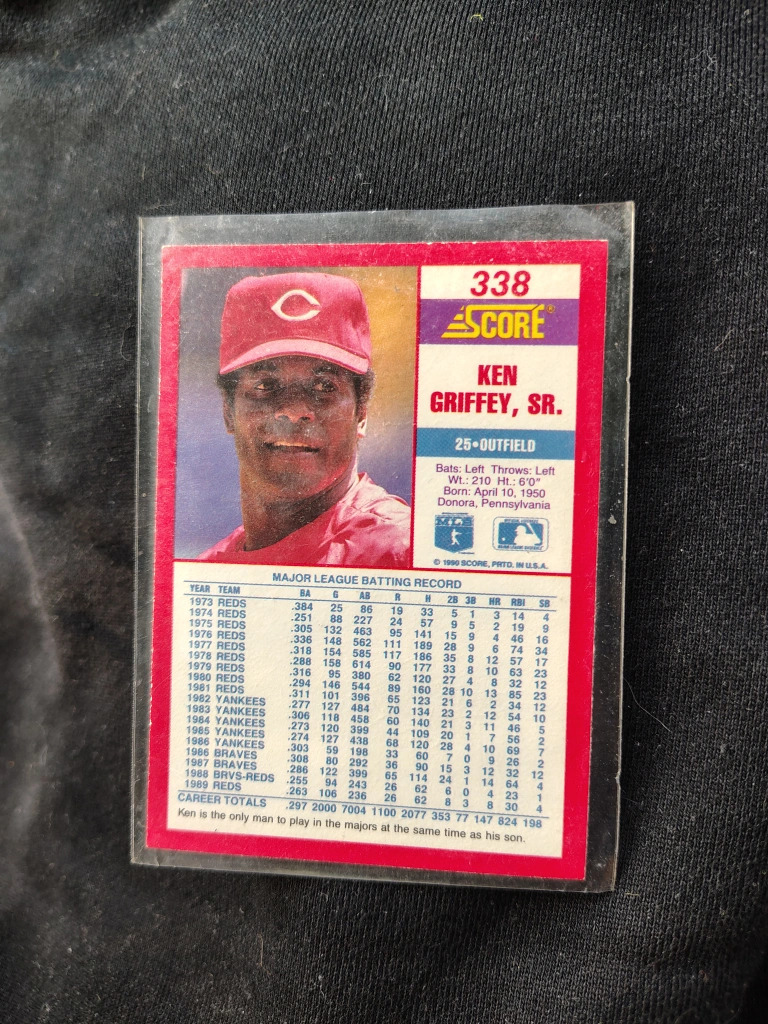 338
SCORE®
KEN
GRIFFEY, SR.
25•OUTFIELD
Bats: Left Throws: Left
Wt.: 210 Ht.: 6'0"
Born: April 10, 1950
Donora, Pennsylvania
© 1990 SCORE, PRTD. IN U.S.A.
MAJOR LEAGUE BATTING RECORD
YEAR TEAM BA G AB R H 2B 3B HR RBI SB
1973 REDS .384 25 86 19 33 5 1 3 14 4
1974 REDS .251 88 227 24 57 9 5 2 19 9
1975 REDS .305 132 463 95 141 15 9 4 46 16
1976 REDS .336 148 562 111 189 28 9 6 74 34
1977 REDS .318 154 585 117 186 35 8 12 57 17
1978 REDS .288 158 614 90 177 33 8 10 63 23
1979 REDS .316 95 380 62 120 27 4 8 32 12
1980 REDS .294 146 544 89 160 28 10 13 85 23
1981 REDS .311 101 396 65 123 21 6 2 34 12
1982 YANKEES .277 127 484 70 134 23 2 12 54 10
1983 YANKEES .306 118 458 60 140 21 3 11 46 5
1984 YANKEES .273 120 399 44 109 20 1 7 56 2
1985 YANKEES .274 127 438 68 120 28 4 10 69 7
1986 YANKEES .303 59 198 33 60 7 0 9 26 2
1986 BRAVES .308 80 292 36 90 15 3 12 32 12
1987 BRAVES .286 122 399 65 114 24 1 14 64 4
1988 BRVS-REDS .255 94 243 26 62 6 0 4 23 1
1989 REDS .263 106 236 26 62 8 3 8 30 4
CAREER TOTALS .297 2000 7004 1100 2077 353 77 147 824 198
Ken is the only man to play in the majors at the same time as his son.